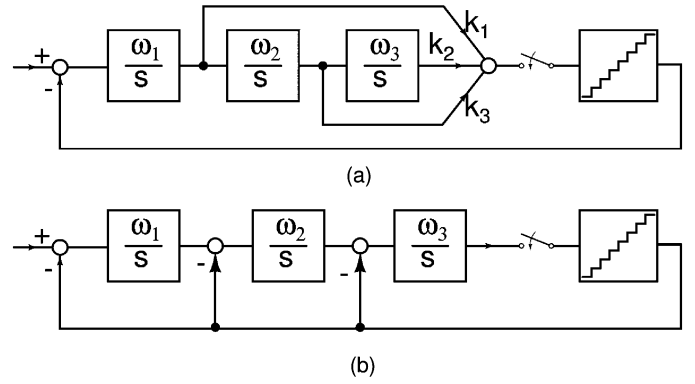 k₁
+ ω₁ ω₂ ω₃ k₂
- s s s
k₃
(a)
+ ω₁ ω₂ ω₃
- s - s - s
(b)